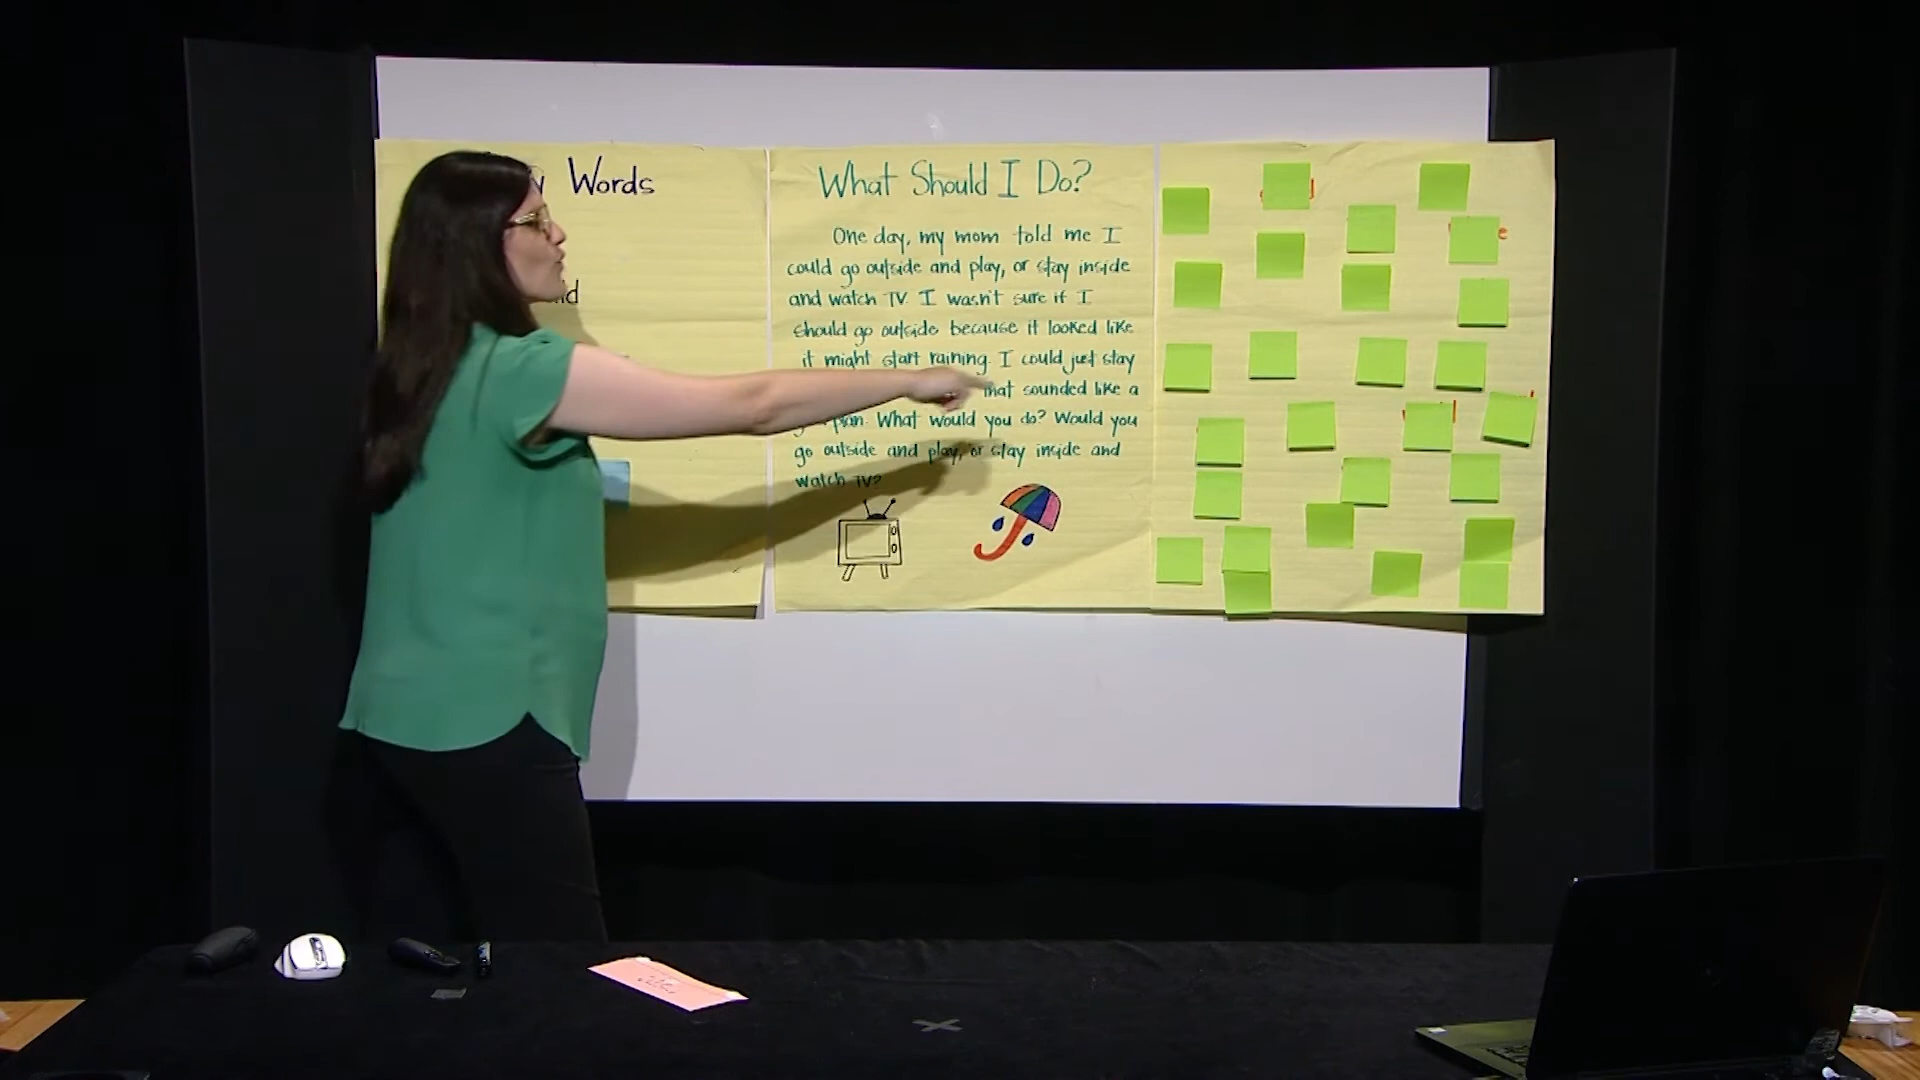 Words
What Should I Do?
One day, my mom told me I
could go outside and play, or stay inside
and watch TV. I wasn't sure if I
should go outside because it looked like
it might start raining. I could just stay
that sounded like a
plan. What would you do? Would you
go outside and play, or stay inside and
watch TV?